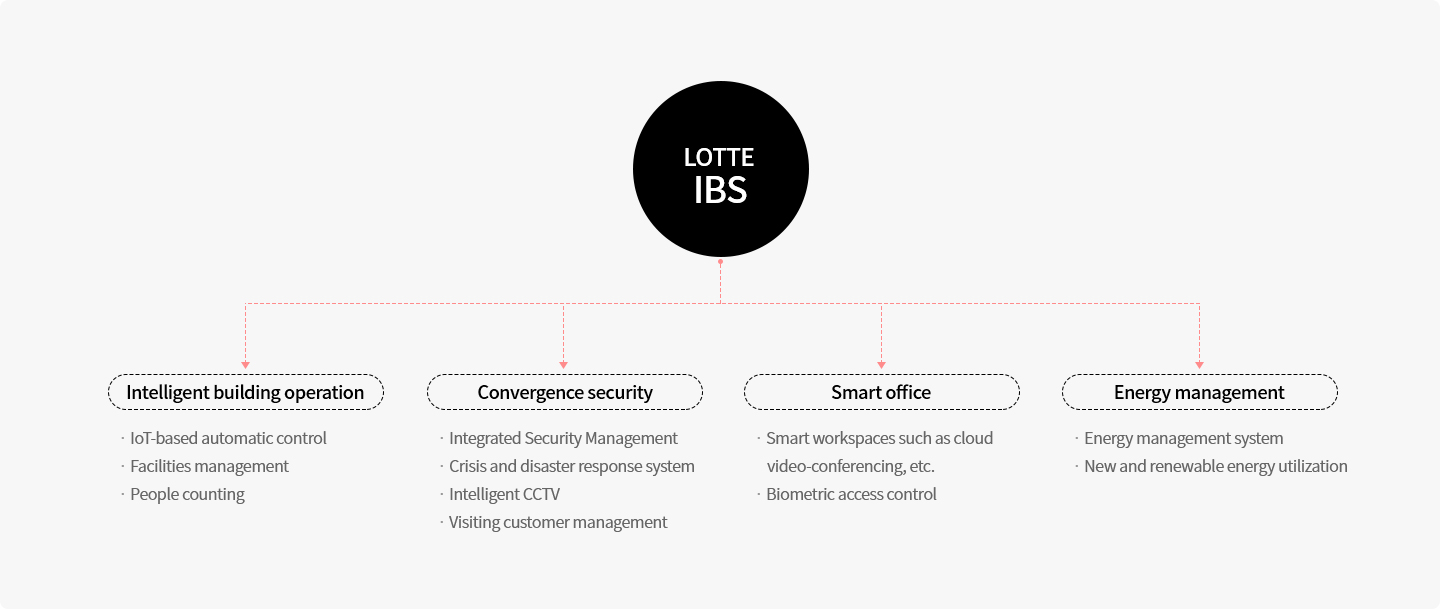 LOTTE
IBS
Intelligent building operation
· IoT-based automatic control
· Facilities management
· People counting
Convergence security
· Integrated Security Management
· Crisis and disaster response system
· Intelligent CCTV
· Visiting customer management
Smart office
· Smart workspaces such as cloud
video-conferencing, etc.
· Biometric access control
Energy management
· Energy management system
· New and renewable energy utilization